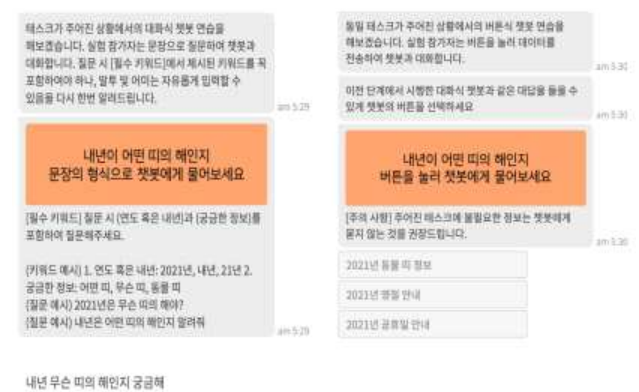 태스크가 주어진 상황에서의 대화식 챗봇 연습을
해보겠습니다. 실험 참가자는 문장으로 질문하여 챗봇과
대화합니다. 질문 시 [필수 키워드]에서 제시된 키워드를 꼭
포함하여야 하나, 말투 및 어미는 자유롭게 입력할 수
있음을 다시 한번 알려드립니다.
am 5:29
내년이 어떤 띠의 해인지
문장의 형식으로 챗봇에게 물어보세요
[필수 키워드] 질문 시 (연도 혹은 내년)과 (궁금한 정보)를
포함하여 질문해주세요.
(키워드 예시) 1. 연도 혹은 내년: 2021년, 내년, 21년 2.
궁금한 정보: 어떤 띠, 무슨 띠, 동물 띠
(질문 예시) 2021년은 무슨 띠의 해야?
(질문 예시) 내년은 어떤 띠의 해인지 알려줘
am 5:29
내년 무슨 띠의 해인지 궁금해
동일 태스크가 주어진 상황에서의 버튼식 챗봇 연습을
해보겠습니다. 실험 참가자는 버튼을 눌러 데이터를
전송하여 챗봇과 대화합니다.
am 5:30
이전 단계에서 시행한 대화식 챗봇과 같은 대답을 들을 수
있게 챗봇의 버튼을 선택하세요
am 5:30
내년이 어떤 띠의 해인지
버튼을 눌러 챗봇에게 물어보세요
[주의 사항] 주어진 태스크에 불필요한 정보는 챗봇에게
묻지 않는 것을 권장드립니다.
am 5:30
2021년 동물 띠 정보
2021년 명절 안내
2021년 공휴일 안내